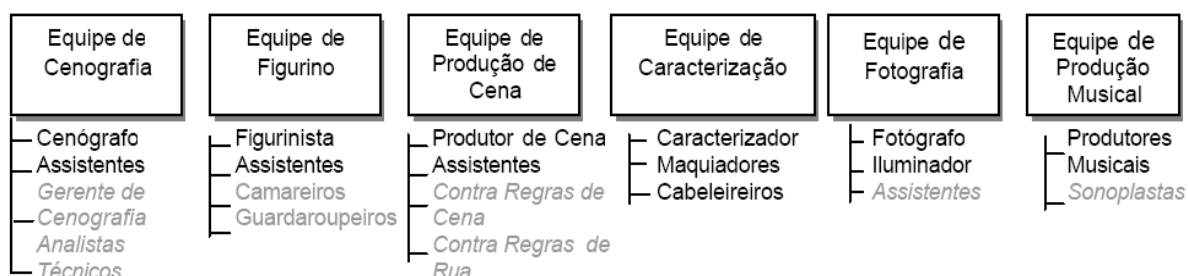 Equipe de
Cenografia
Cenógrafo
Assistentes
Gerente de
Cenografia
Analistas
Técnicos
Equipe de
Figurino
Figurinista
Assistentes
Camareiros
Guardaroupeiros
Equipe de
Produção de
Cena
Produtor de Cena
Assistentes
Contra Regras de
Cena
Contra Regras de
Rua
Equipe de
Caracterização
Caracterizador
Maquiadores
Cabeleireiros
Equipe de
Fotografia
Fotógrafo
Iluminador
Assistentes
Equipe de
Produção
Musical
Produtores
Musicais
Sonoplastas